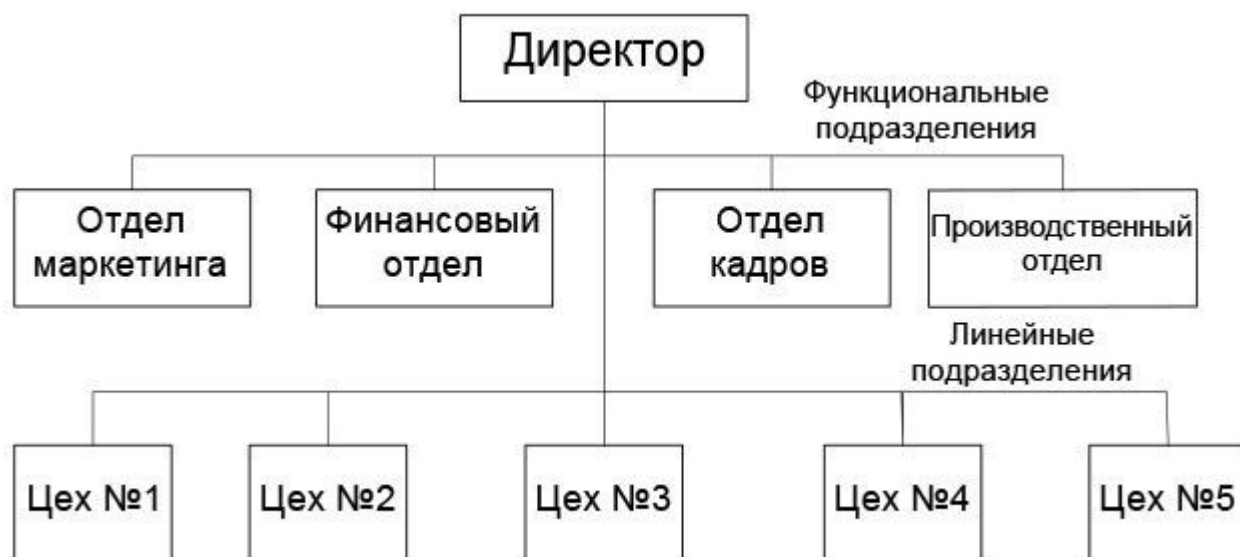 Директор
Функциональные
подразделения
Отдел
маркетинга
Финансовый
отдел
Отдел
кадров
Производственный
отдел
Линейные
подразделения
Цех №1
Цех №2
Цех №3
Цех №4
Цех №5